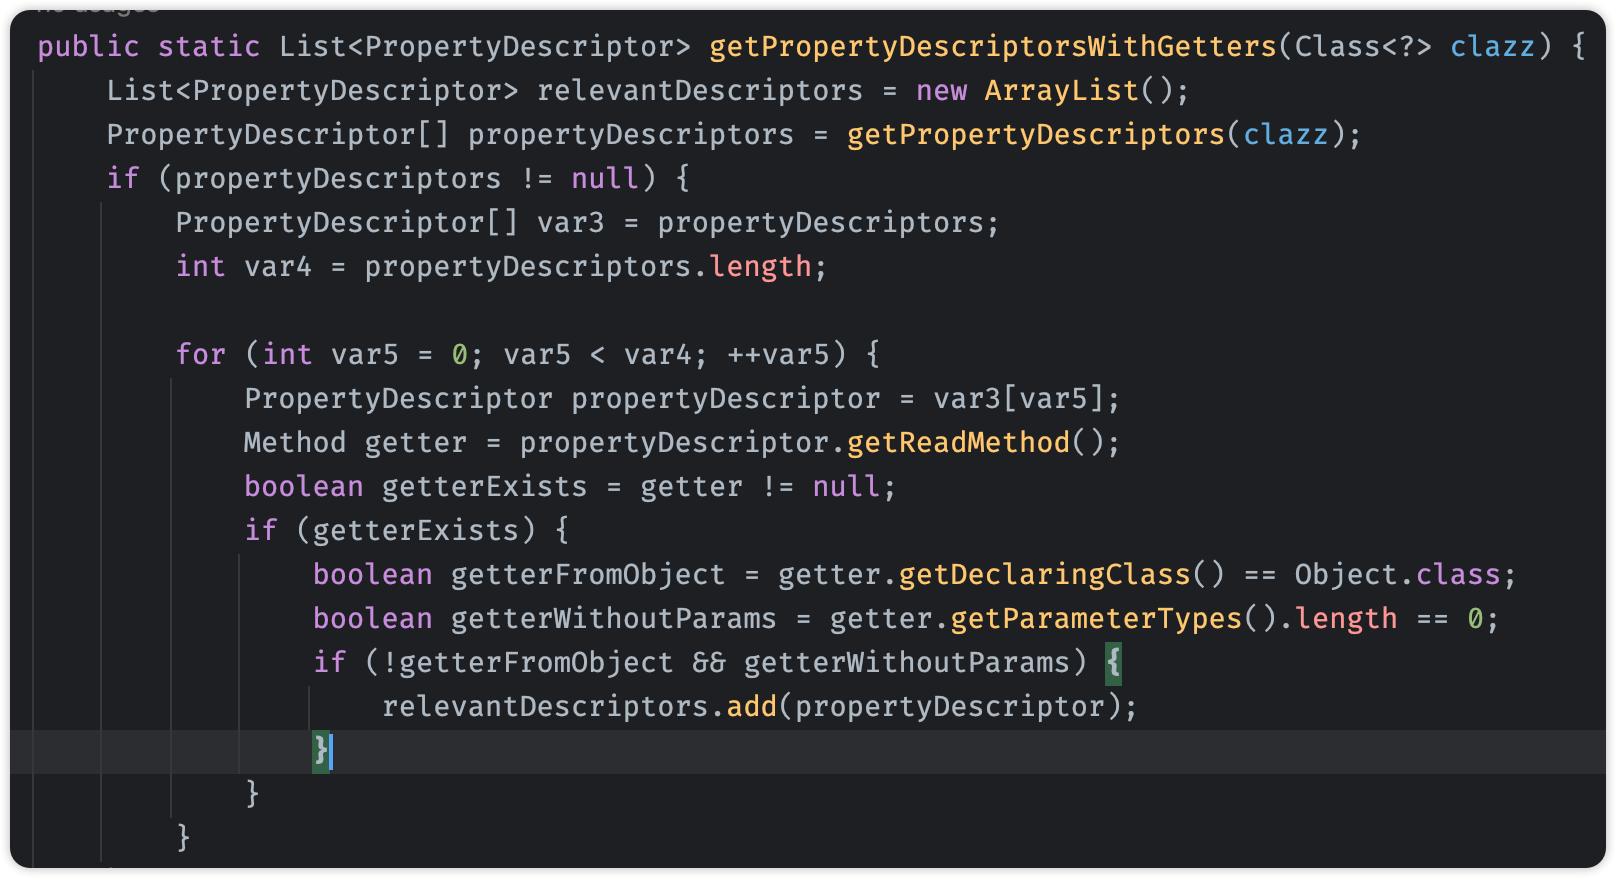 no usages
public static List<PropertyDescriptor> getPropertyDescriptorsWithGetters(Class<?> clazz) {
List<PropertyDescriptor> relevantDescriptors = new ArrayList();
PropertyDescriptor[] propertyDescriptors = getPropertyDescriptors(clazz);
if (propertyDescriptors != null) {
PropertyDescriptor[] var3 = propertyDescriptors;
int var4 = propertyDescriptors.length;
for (int var5 = 0; var5 < var4; ++var5) {
PropertyDescriptor propertyDescriptor = var3[var5];
Method getter = propertyDescriptor.getReadMethod();
boolean getterExists = getter != null;
if (getterExists) {
boolean getterFromObject = getter.getDeclaringClass() == Object.class;
boolean getterWithoutParams = getter.getParameterTypes().length == 0;
if (!getterFromObject && getterWithoutParams) {
relevantDescriptors.add(propertyDescriptor);
}
}
}